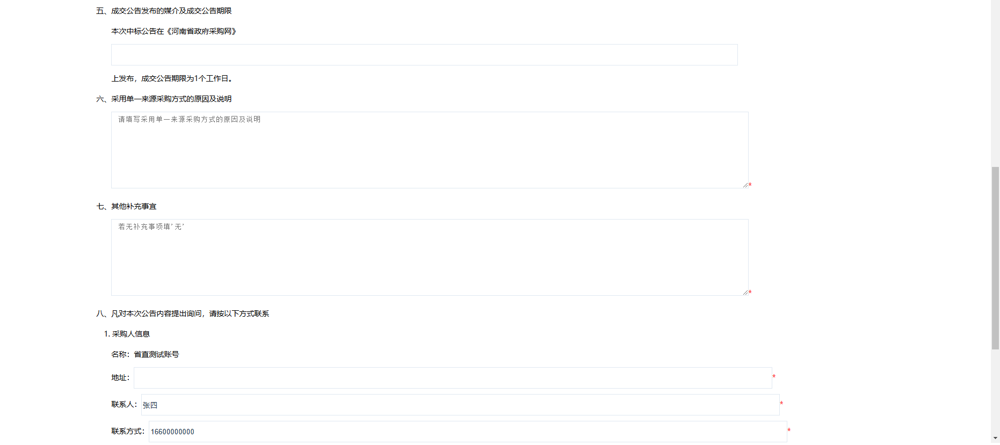 五、成交公告发布的媒介及成交公告期限
本次中标公告在《河南省政府采购网》
上发布，成交公告期限为1个工作日。
六、采用单一来源采购方式的原因及说明
请填写采用单一来源采购方式的原因及说明
*
七、其他补充事宜
若无补充事项填'无'
*
八、凡对本次公告内容提出询问，请按以下方式联系
1. 采购人信息
名称：省直测试账号
地址： *
联系人：张四 *
联系方式：16600000000 *